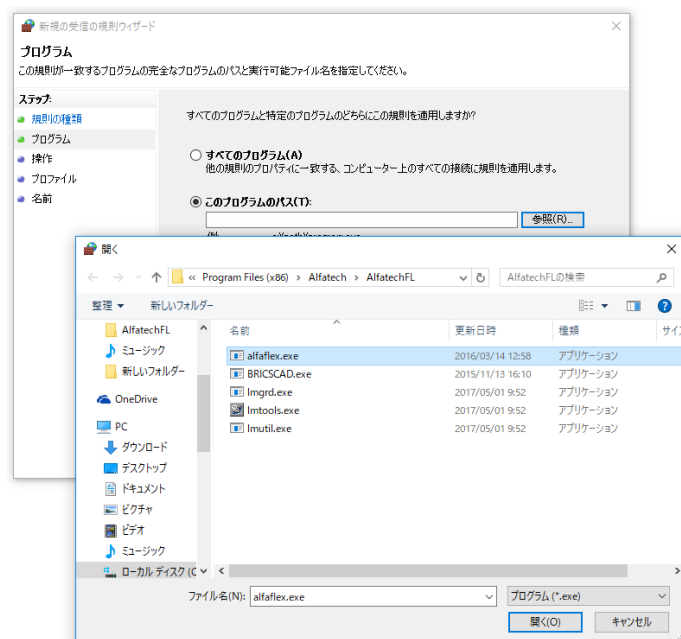 新規の受信の規則ウィザード
プログラム
この規則が一致するプログラムの完全なプログラムのパスと実行可能ファイル名を指定してください。
ステップ:
規則の種類
プログラム
操作
プロファイル
名前
すべてのプログラムと特定のプログラムのどちらにこの規則を適用しますか?
すべてのプログラム(A)
他の規則のプロパティに一致する、コンピューター上のすべての接続に規則を適用します。
このプログラムのパス(T):
参照(R)...
開く
« Program Files (x86) › Alfatech › AlfatechFL
AlfatechFLの検索
整理
新しいフォルダー
AlfatechFL
ミュージック
新しいフォルダー
OneDrive
PC
ダウンロード
デスクトップ
ドキュメント
ピクチャ
ビデオ
ミュージック
ローカル ディスク (C
名前 更新日時 種類 サイ
alfaflex.exe 2016/03/14 12:58 アプリケーション
BRICSCAD.exe 2015/11/13 16:10 アプリケーション
lmgrd.exe 2017/05/01 9:52 アプリケーション
lmtools.exe 2017/05/01 9:52 アプリケーション
lmutil.exe 2017/05/01 9:52 アプリケーション
ファイル名(N): alfaflex.exe プログラム (*.exe)
開く(O) キャンセル